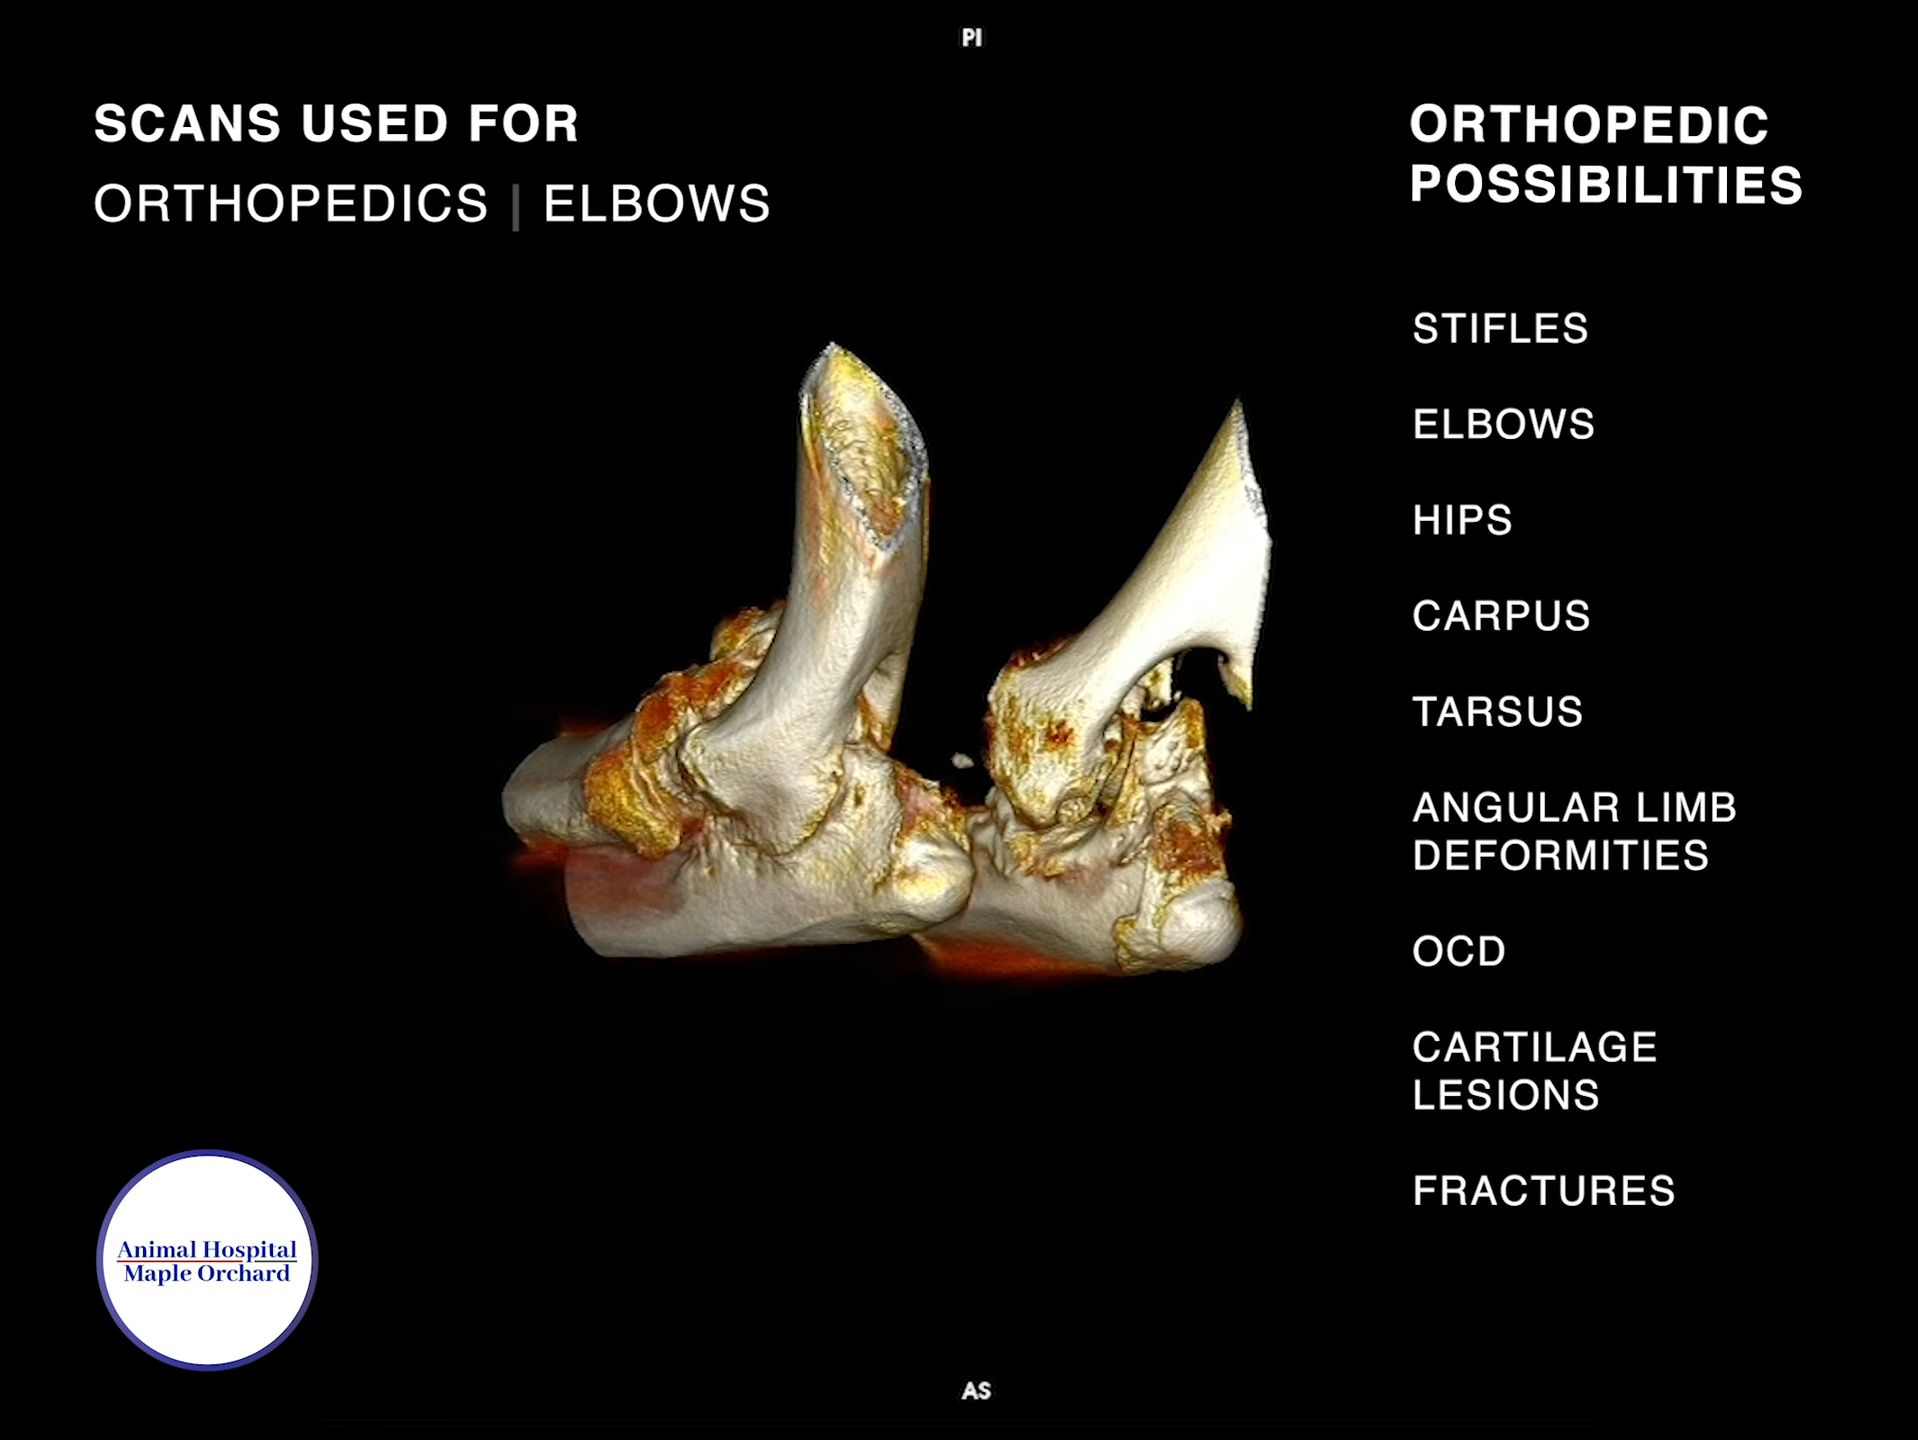 PI
SCANS USED FOR
ORTHOPEDICS | ELBOWS
ORTHOPEDIC
POSSIBILITIES
STIFLES
ELBOWS
HIPS
CARPUS
TARSUS
ANGULAR LIMB
DEFORMITIES
OCD
CARTILAGE
LESIONS
FRACTURES
Animal Hospital
Maple Orchard
AS